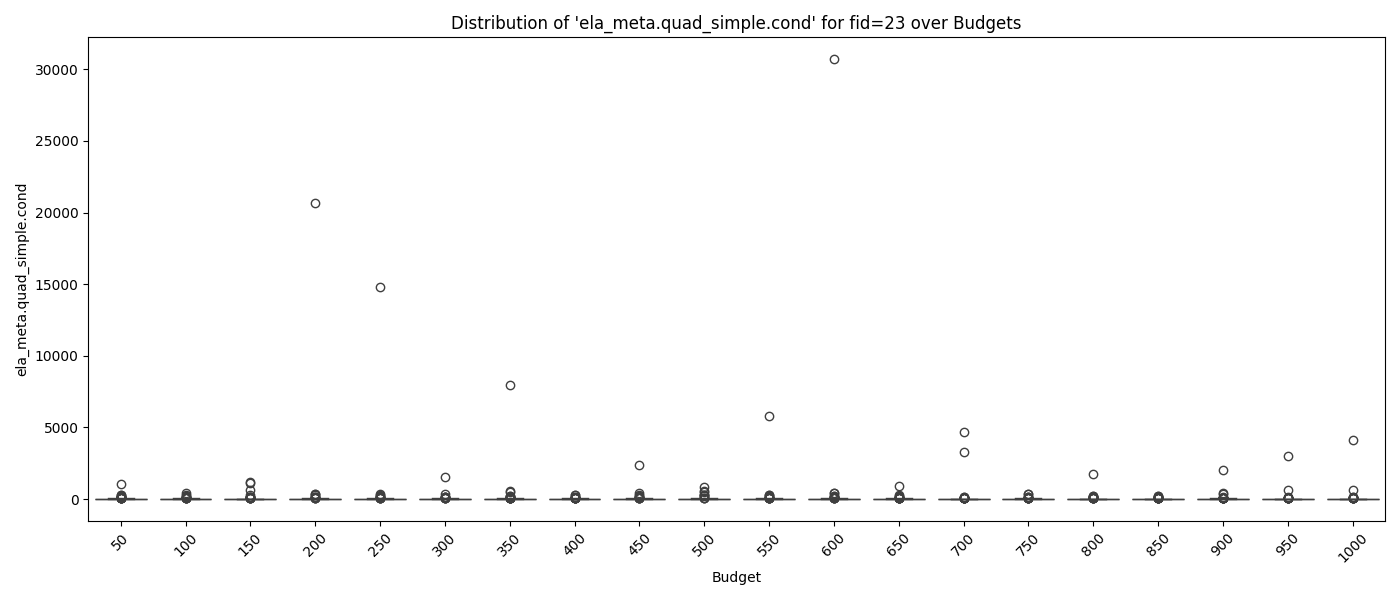 Distribution of 'ela_meta.quad_simple.cond' for fid=23 over Budgets
ela_meta.quad_simple.cond
30000
25000
20000
15000
10000
5000
0
50 100 150 200 250 300 350 400 450 500 550 600 650 700 750 800 850 900 950 1000
Budget